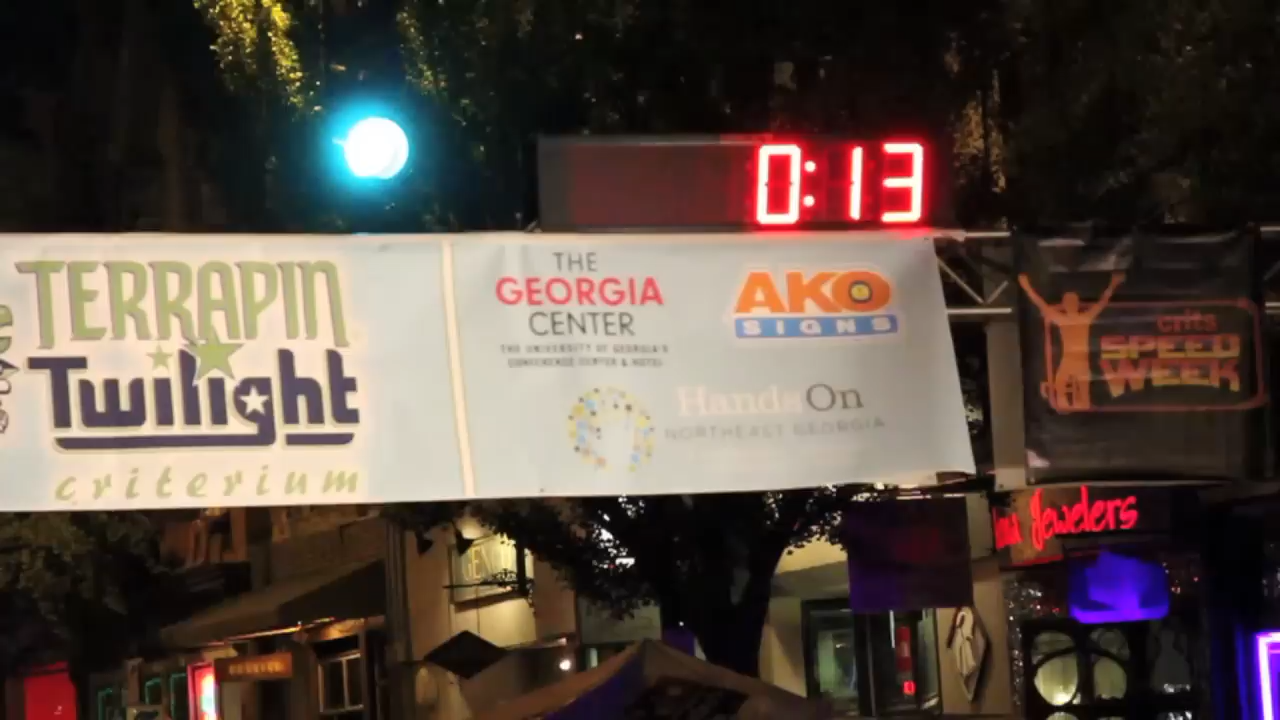 0:13
TERRAPIN
Twilight
criterium
THE
GEORGIA
CENTER
THE UNIVERSITY OF GEORGIA'S
CONFERENCE CENTER & HOTEL
AKO
SIGNS
HandsOn
NORTHEAST GEORGIA
crits
SPEED
WEEK
Jewelers